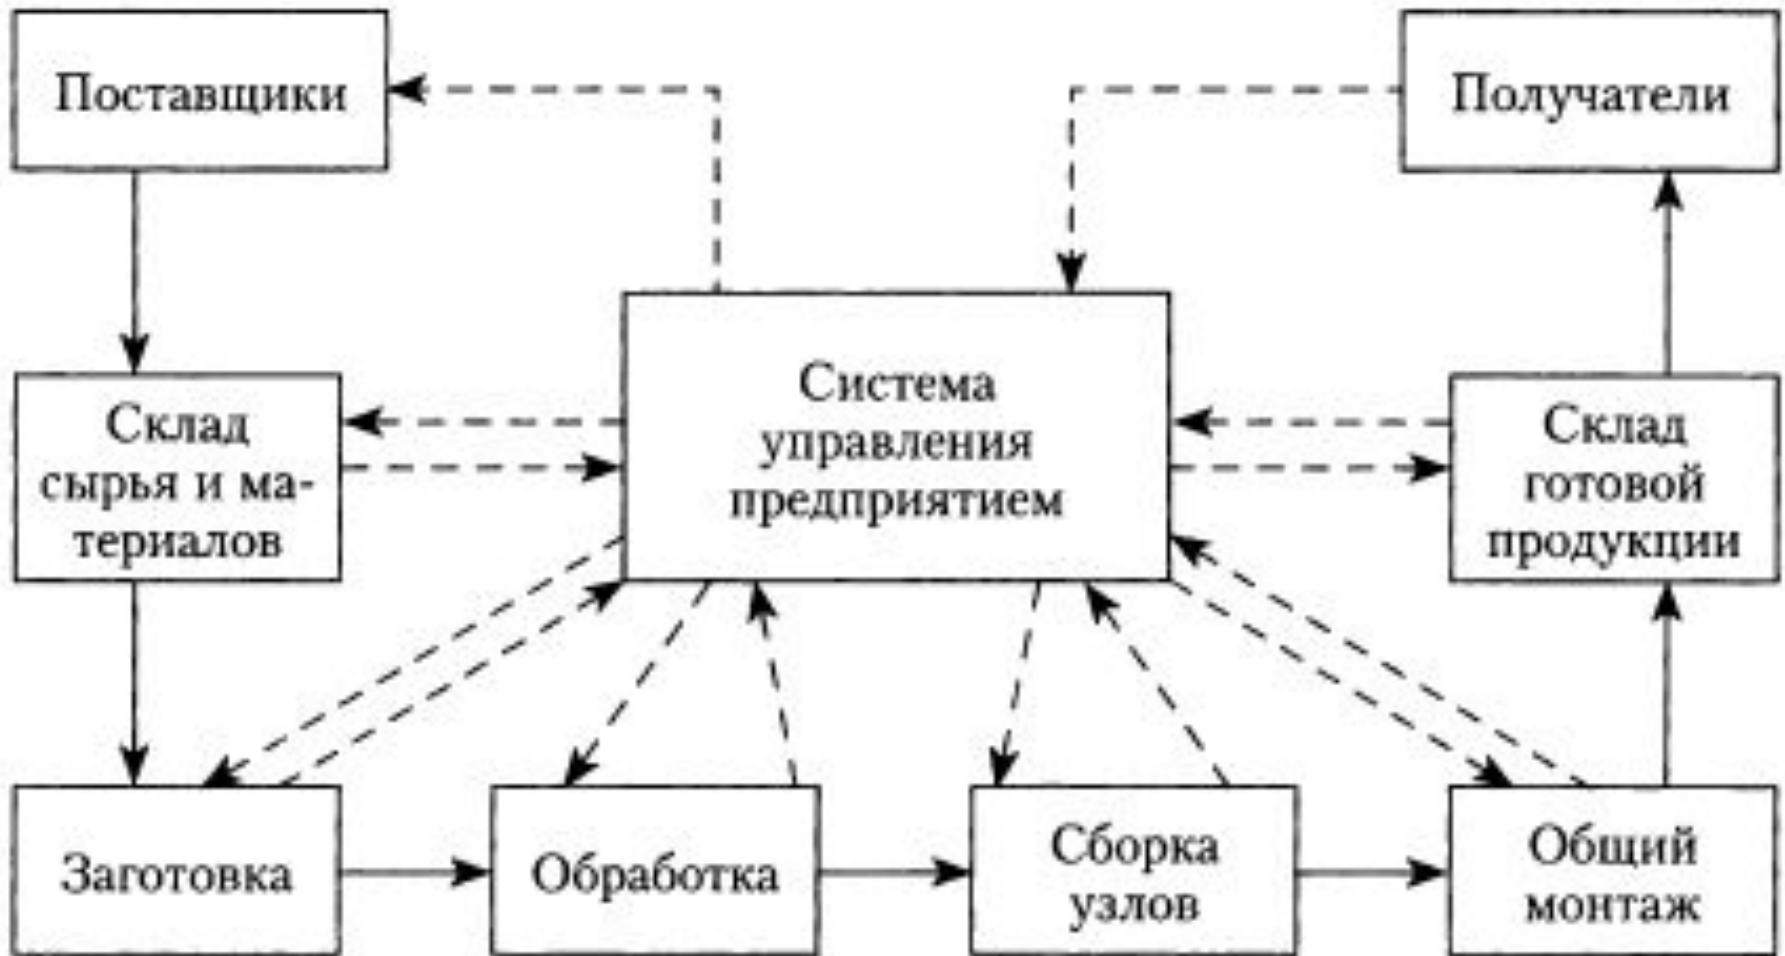 Поставщики
Получатели
Система
управления
предприятием
Склад
сырья и ма-
териалов
Склад
готовой
продукции
Заготовка
Обработка
Сборка
узлов
Общий
монтаж